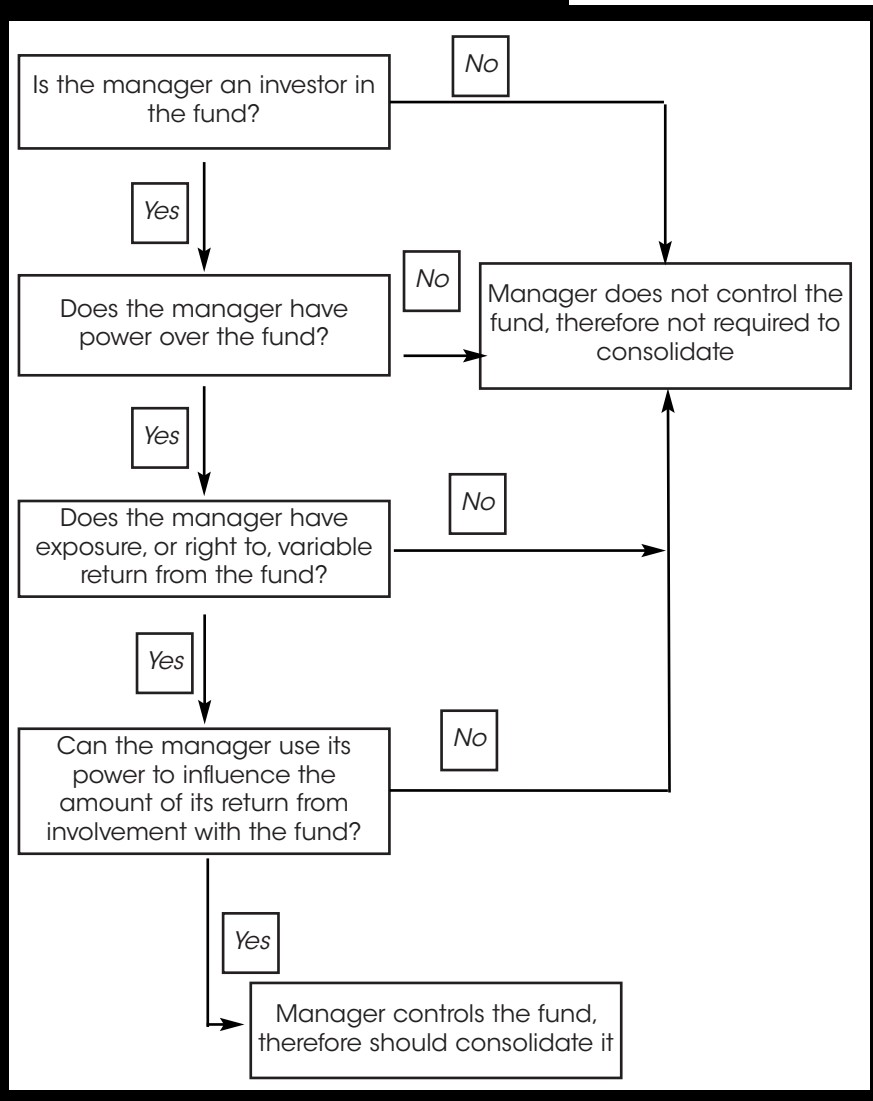 Is the manager an investor in
the fund?
No
Yes
Does the manager have
power over the fund?
No
Manager does not control the
fund, therefore not required to
consolidate
Yes
Does the manager have
exposure, or right to, variable
return from the fund?
No
Yes
Can the manager use its
power to influence the
amount of its return from
involvement with the fund?
No
Yes
Manager controls the fund,
therefore should consolidate it